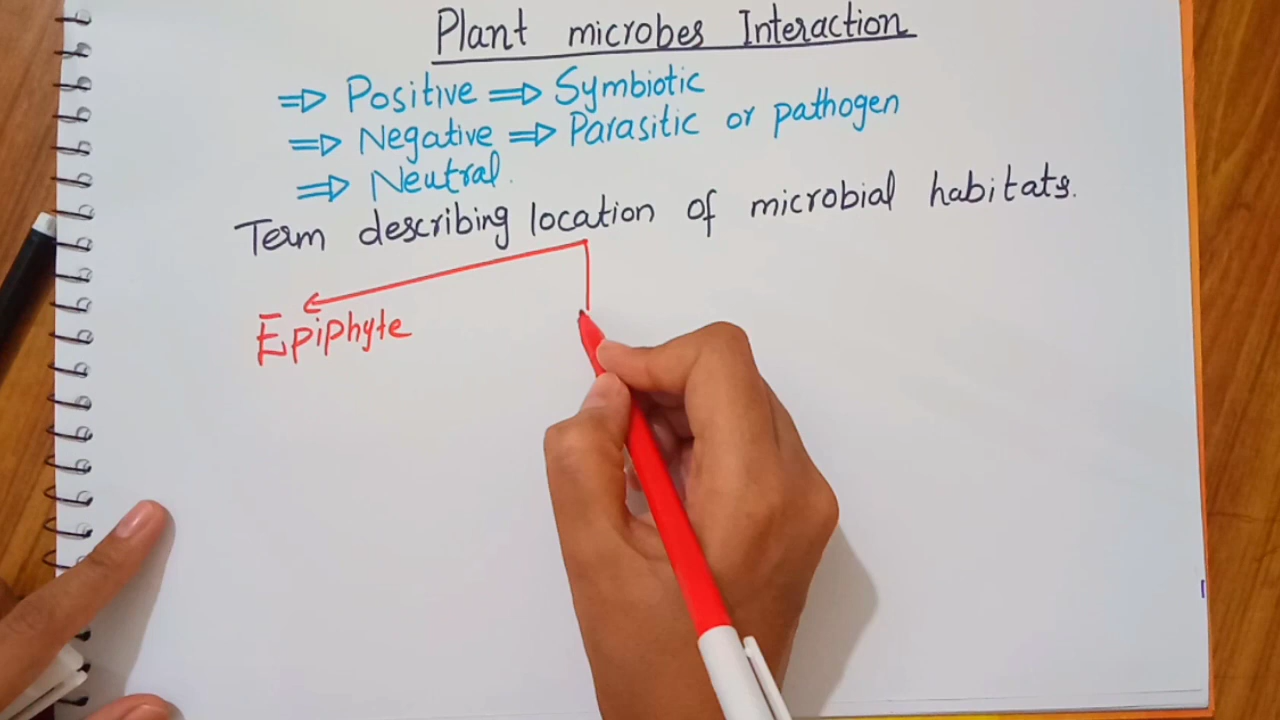 Plant microbes Interaction
⇒ Positive ⇒ Symbiotic
⇒ Negative ⇒ Parasitic or pathogen
⇒ Neutral.
Term describing location of microbial habitats.
Epiphyte